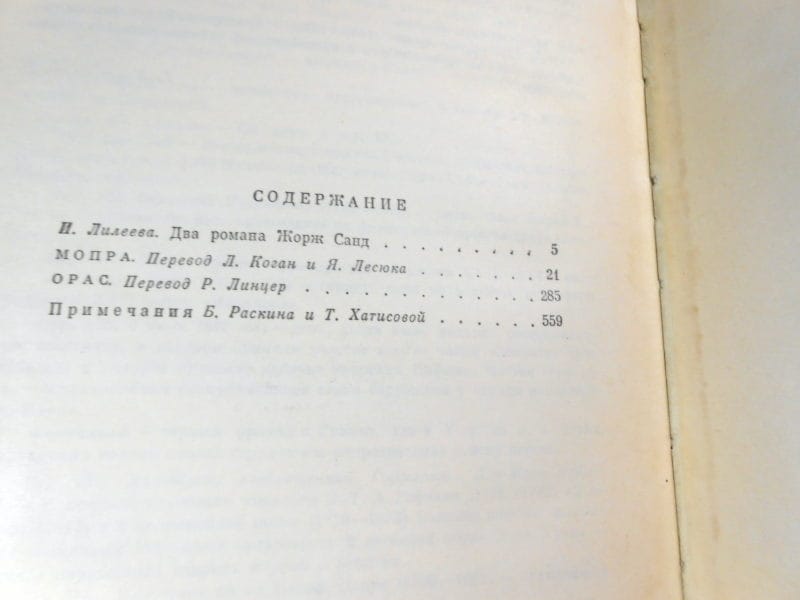 СОДЕРЖАНИЕ
И. Лилеева. Два романа Жорж Санд . . . . . . . . . 5
МОПРА. Перевод Л. Коган и Я. Лесюка . . . . . . . 21
ОРАС. Перевод Р. Линцер . . . . . . . . . . . . . 285
Примечания Б. Раскина и Т. Хатисовой . . . . . . 559